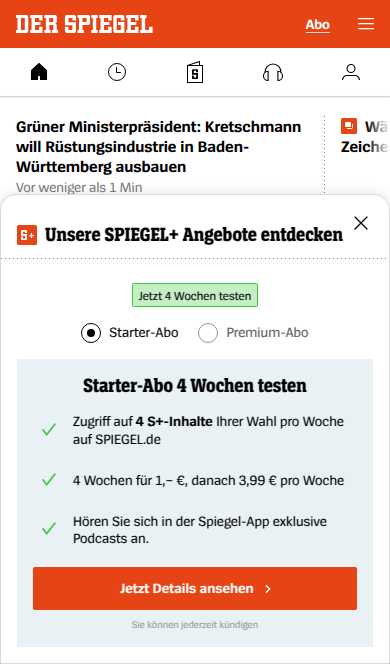 DER SPIEGEL
Abo
Grüner Ministerpräsident: Kretschmann
will Rüstungsindustrie in Baden-
Württemberg ausbauen
Vor weniger als 1 Min
Wä
Zeiche
S+ Unsere SPIEGEL+ Angebote entdecken
Jetzt 4 Wochen testen
Starter-Abo
Premium-Abo
Starter-Abo 4 Wochen testen
Zugriff auf 4 S+-Inhalte Ihrer Wahl pro Woche
auf SPIEGEL.de
4 Wochen für 1,– €, danach 3,99 € pro Woche
Hören Sie sich in der Spiegel-App exklusive
Podcasts an.
Jetzt Details ansehen
Sie können jederzeit kündigen